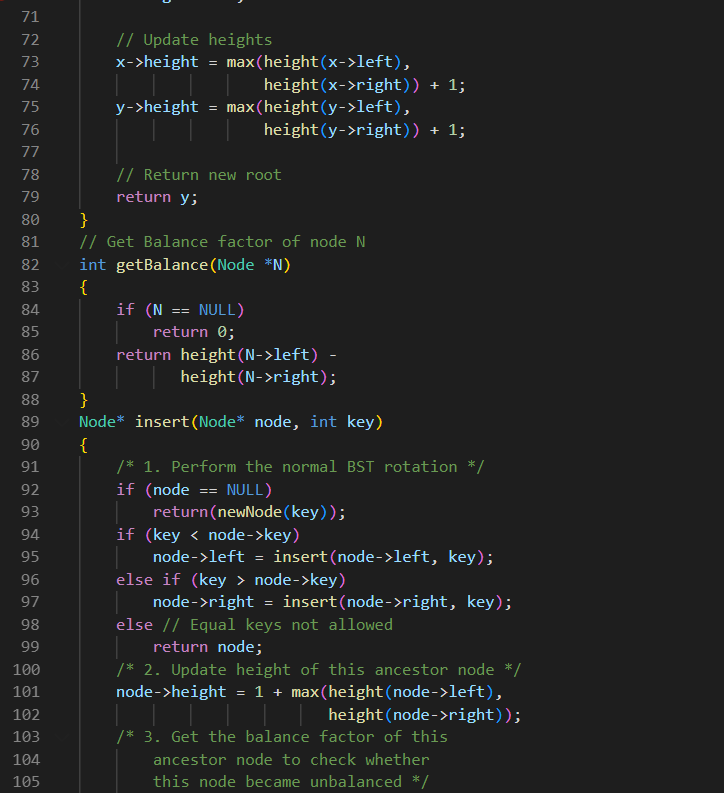 71
72 // Update heights
73 x->height = max(height(x->left),
74 height(x->right)) + 1;
75 y->height = max(height(y->left),
76 height(y->right)) + 1;
77
78 // Return new root
79 return y;
80 }
81 // Get Balance factor of node N
82 int getBalance(Node *N)
83 {
84 if (N == NULL)
85 return 0;
86 return height(N->left) -
87 height(N->right);
88 }
89 Node* insert(Node* node, int key)
90 {
91 /* 1. Perform the normal BST rotation */
92 if (node == NULL)
93 return(newNode(key));
94 if (key < node->key)
95 node->left = insert(node->left, key);
96 else if (key > node->key)
97 node->right = insert(node->right, key);
98 else // Equal keys not allowed
99 return node;
100 /* 2. Update height of this ancestor node */
101 node->height = 1 + max(height(node->left),
102 height(node->right));
103 /* 3. Get the balance factor of this
104 ancestor node to check whether
105 this node became unbalanced */